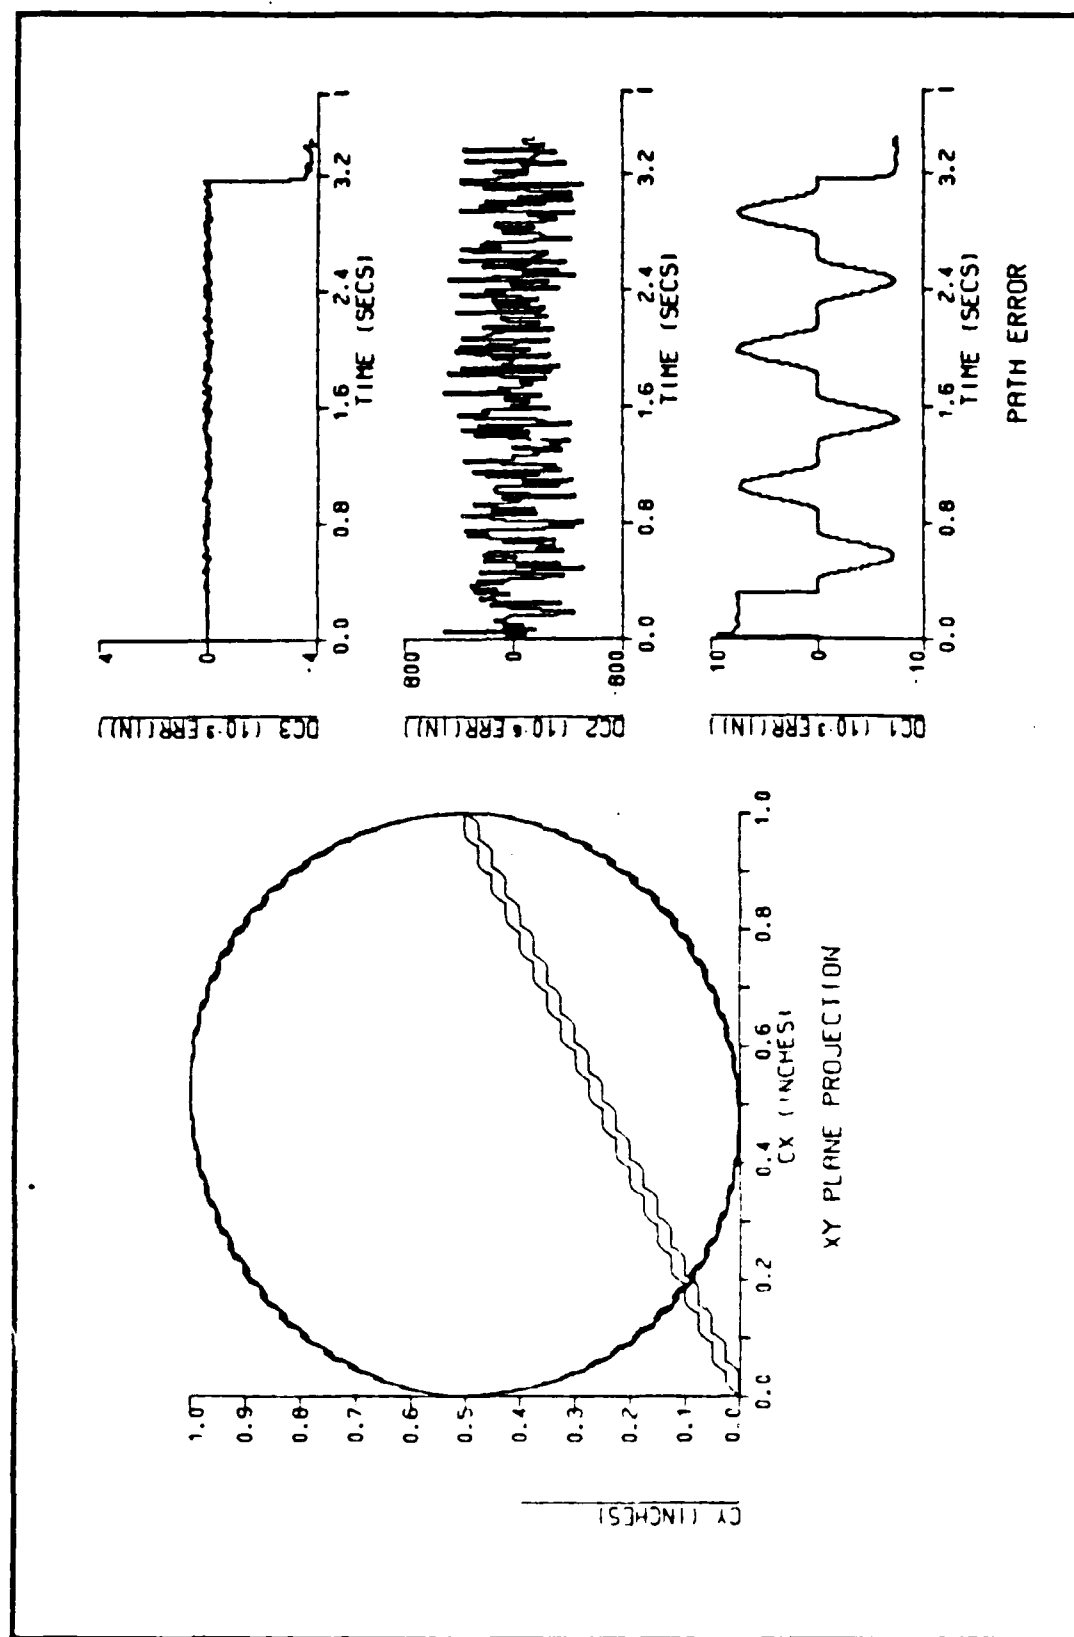 CY (INCHES)
1.0
0.9
0.8
0.7
0.6
0.5
0.4
0.3
0.2
0.1
0.0
0.0 0.2 0.4 0.6 0.8 1.0
CX (INCHES)
XY PLANE PROJECTION
DC3 (10-3 ERR(IN)
4
0
-4
0.0 0.8 1.6 2.4 3.2
TIME (SECS)
DC2 (10-6 ERR(IN)
800
0
-800
0.0 0.8 1.6 2.4 3.2
TIME (SECS)
DC1 (10-3 ERR(IN)
10
0
-10
0.0 0.8 1.6 2.4 3.2
TIME (SECS)
PATH ERROR